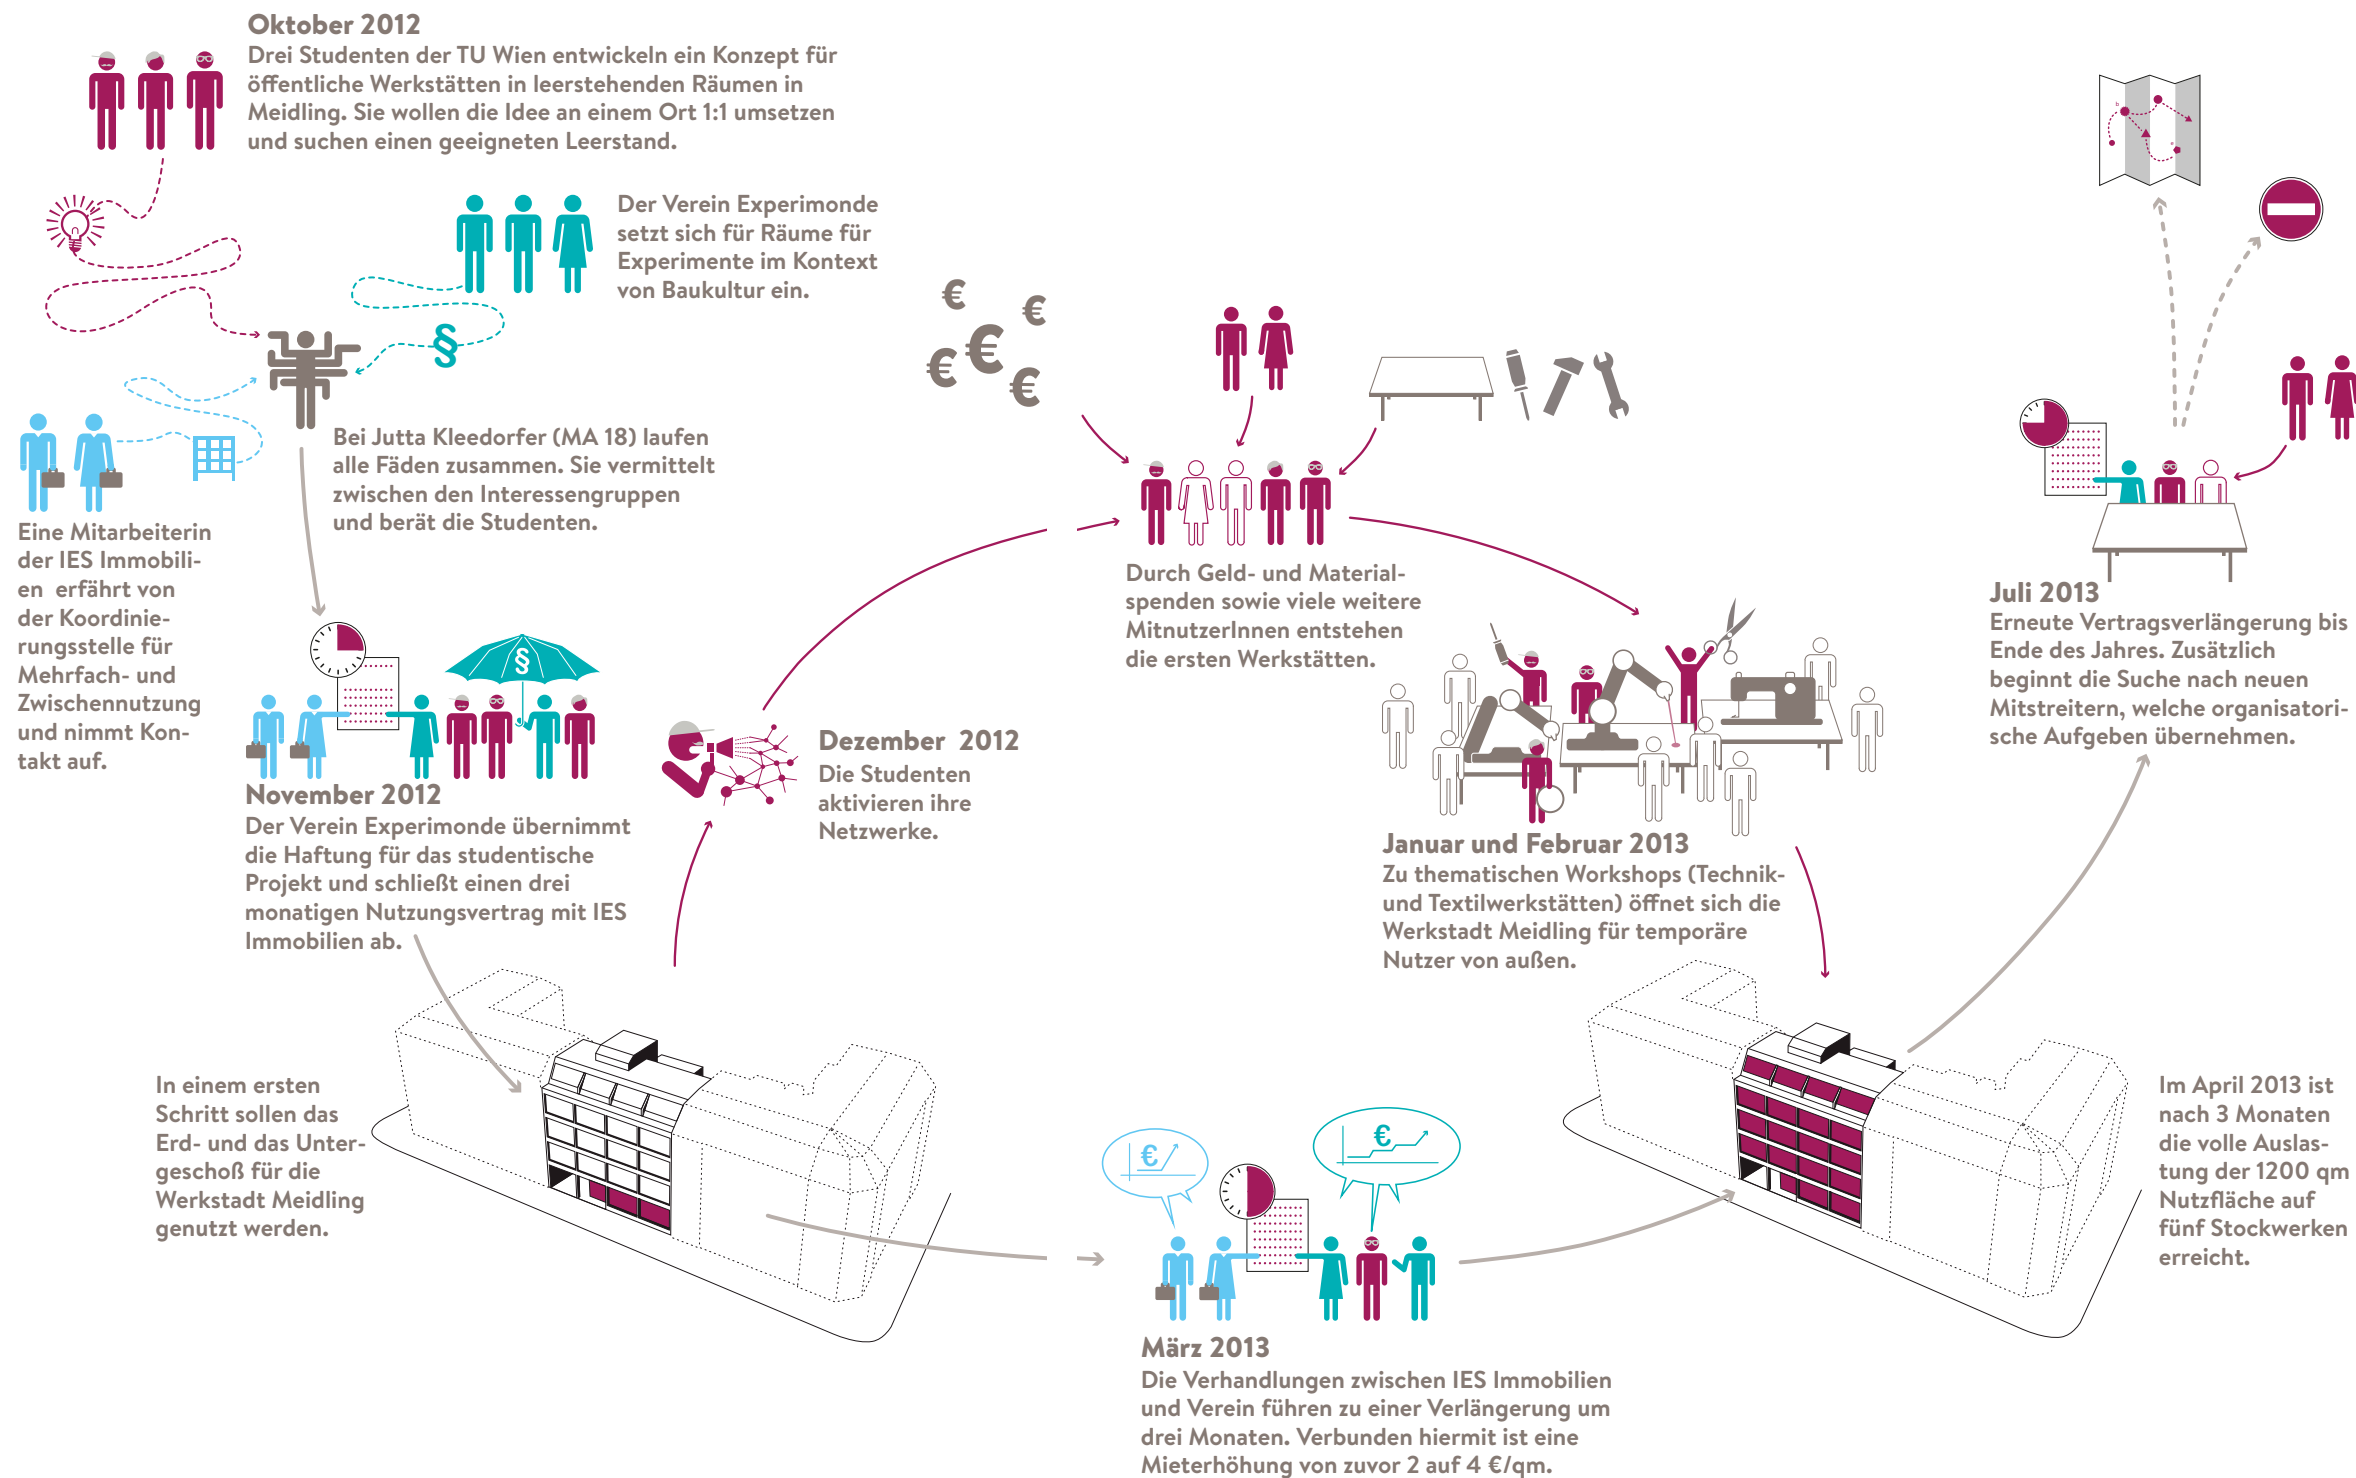 Oktober 2012
Drei Studenten der TU Wien entwickeln ein Konzept für
öffentliche Werkstätten in leerstehenden Räumen in
Meidling. Sie wollen die Idee an einem Ort 1:1 umsetzen
und suchen einen geeigneten Leerstand.
Der Verein Experimonde
setzt sich für Räume für
Experimente im Kontext
von Baukultur ein.
§
Bei Jutta Kleedorfer (MA 18) laufen
alle Fäden zusammen. Sie vermittelt
zwischen den Interessengruppen
und berät die Studenten.
Eine Mitarbeiterin
der IES Immobili-
en erfährt von
der Koordinie-
rungsstelle für
Mehrfach- und
Zwischennutzung
und nimmt Kon-
takt auf.
§
November 2012
Der Verein Experimonde übernimmt
die Haftung für das studentische
Projekt und schließt einen drei
monatigen Nutzungsvertrag mit IES
Immobilien ab.
In einem ersten
Schritt sollen das
Erd- und das Unter-
geschoß für die
Werkstadt Meidling
genutzt werden.
Dezember 2012
Die Studenten
aktivieren ihre
Netzwerke.
€
€
€
€
€
Durch Geld- und Material-
spenden sowie viele weitere
MitnutzerInnen entstehen
die ersten Werkstätten.
Januar und Februar 2013
Zu thematischen Workshops (Technik-
und Textilwerkstätten) öffnet sich die
Werkstadt Meidling für temporäre
Nutzer von außen.
€
€
März 2013
Die Verhandlungen zwischen IES Immobilien
und Verein führen zu einer Verlängerung um
drei Monaten. Verbunden hiermit ist eine
Mieterhöhung von zuvor 2 auf 4 €/qm.
Im April 2013 ist
nach 3 Monaten
die volle Auslas-
tung der 1200 qm
Nutzfläche auf
fünf Stockwerken
erreicht.
Juli 2013
Erneute Vertragsverlängerung bis
Ende des Jahres. Zusätzlich
beginnt die Suche nach neuen
Mitstreitern, welche organisatori-
sche Aufgeben übernehmen.